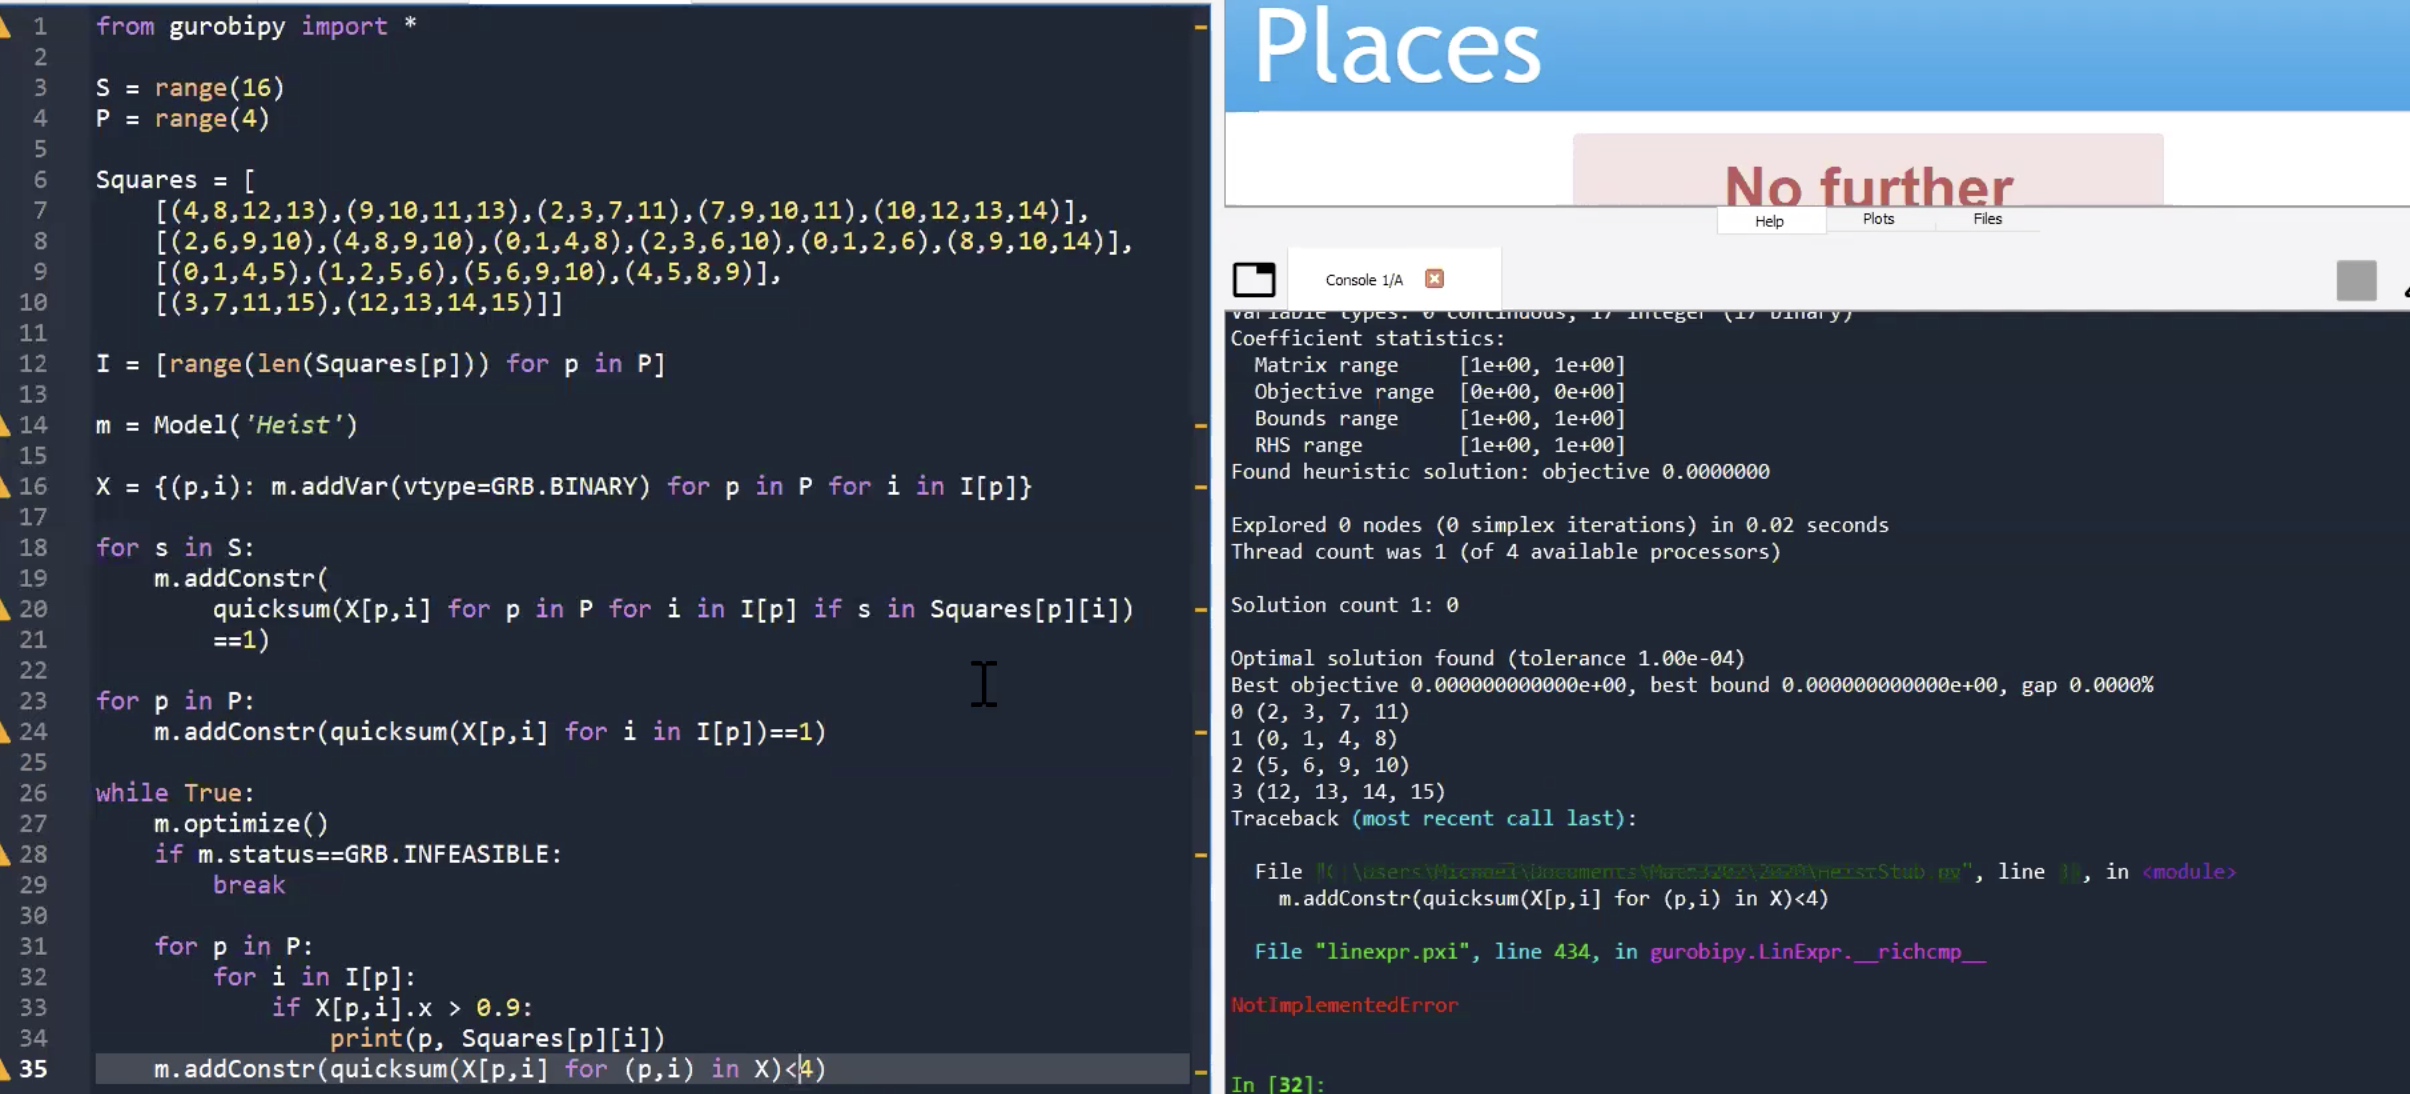 1 from gurobipy import *
2
3 S = range(16)
4 P = range(4)
5
6 Squares = [
7 [(4,8,12,13),(9,10,11,13),(2,3,7,11),(7,9,10,11),(10,12,13,14)],
8 [(2,6,9,10),(4,8,9,10),(0,1,4,8),(2,3,6,10),(0,1,2,6),(8,9,10,14)],
9 [(0,1,4,5),(1,2,5,6),(5,6,9,10),(4,5,8,9)],
10 [(3,7,11,15),(12,13,14,15)]]
11
12 I = [range(len(Squares[p])) for p in P]
13
14 m = Model('Heist')
15
16 X = {(p,i): m.addVar(vtype=GRB.BINARY) for p in P for i in I[p]}
17
18 for s in S:
19 m.addConstr(
20 quicksum(X[p,i] for p in P for i in I[p] if s in Squares[p][i])
21 ==1)
22
23 for p in P:
24 m.addConstr(quicksum(X[p,i] for i in I[p])==1)
25
26 while True:
27 m.optimize()
28 if m.status==GRB.INFEASIBLE:
29 break
30
31 for p in P:
32 for i in I[p]:
33 if X[p,i].x > 0.9:
34 print(p, Squares[p][i])
35 m.addConstr(quicksum(X[p,i] for (p,i) in X)<4)
Places
No further
Help Plots Files
Console 1/A
Variable types: 0 continuous, 17 integer (17 binary)
Coefficient statistics:
Matrix range [1e+00, 1e+00]
Objective range [0e+00, 0e+00]
Bounds range [1e+00, 1e+00]
RHS range [1e+00, 1e+00]
Found heuristic solution: objective 0.0000000
Explored 0 nodes (0 simplex iterations) in 0.02 seconds
Thread count was 1 (of 4 available processors)
Solution count 1: 0
Optimal solution found (tolerance 1.00e-04)
Best objective 0.000000000000e+00, best bound 0.000000000000e+00, gap 0.0000%
0 (2, 3, 7, 11)
1 (0, 1, 4, 8)
2 (5, 6, 9, 10)
3 (12, 13, 14, 15)
Traceback (most recent call last):
File line , in <module>
m.addConstr(quicksum(X[p,i] for (p,i) in X)<4)
File "linexpr.pxi", line 434, in gurobipy.LinExpr.__richcmp__
NotImplementedError
In [32]: